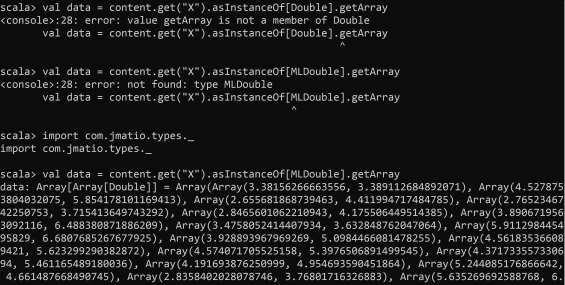 scala> val data = content.get("X").asInstanceOf[Double].getArray
<console>:28: error: value getArray is not a member of Double
       val data = content.get("X").asInstanceOf[Double].getArray
                                                        ^
scala> val data = content.get("X").asInstanceOf[MLDouble].getArray
<console>:28: error: not found: type MLDouble
       val data = content.get("X").asInstanceOf[MLDouble].getArray
                                                ^
scala> import com.jmatio.types._
import com.jmatio.types._
scala> val data = content.get("X").asInstanceOf[MLDouble].getArray
data: Array[Array[Double]] = Array(Array(3.38156266663556, 3.389112684892071), Array(4.527875
3804032075, 5.854178101169413), Array(2.655681868739463, 4.411994717484785), Array(2.76523467
42250753, 3.715413649743292), Array(2.8465601062210943, 4.175506449514385), Array(3.890671956
3092116, 6.488380871886209), Array(3.4758052414407934, 3.632848762047064), Array(5.9112984454
95829, 6.6807685267677925), Array(3.928893967969269, 5.0984466081478255), Array(4.56183536608
9421, 5.623299290382872), Array(4.574071705525158, 5.3976506891499545), Array(4.3717335573306
94, 5.461165489180036), Array(4.191693876250999, 4.954693590451864), Array(5.244085176866642,
 4.661487668490745), Array(2.8358402028078746, 3.76801716326883), Array(5.635269692588768, 6.